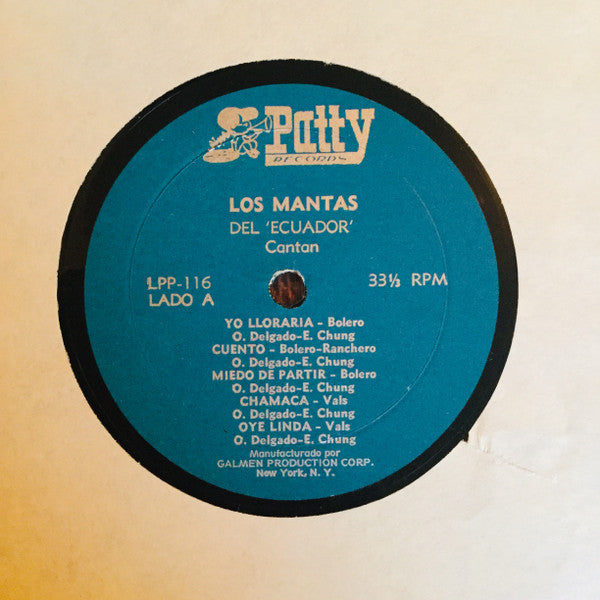 Patty
RECORDS
LOS MANTAS
DEL 'ECUADOR'
Cantan
LPP-116
LADO A
33⅓ RPM
YO LLORARIA - Bolero
O. Delgado-E. Chung
CUENTO - Bolero-Ranchero
O. Delgado-E. Chung
MIEDO DE PARTIR - Bolero
O. Delgado-E. Chung
CHAMACA - Vals
O. Delgado-E. Chung
OYE LINDA - Vals
O. Delgado-E. Chung
Manufacturado por
GALMEN PRODUCTION CORP.
New York, N. Y.